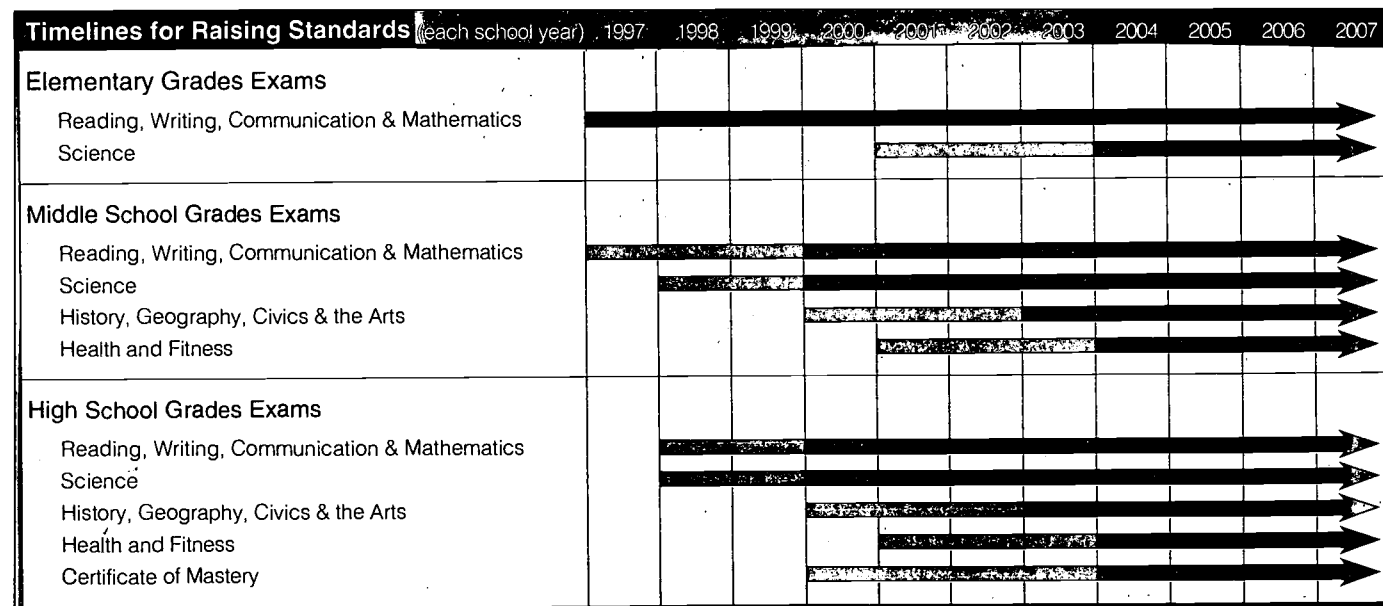 Timelines for Raising Standards (each school year) 1997 1998 1999 2000 2001 2002 2003 2004 2005 2006 2007
Elementary Grades Exams
Reading, Writing, Communication & Mathematics
Science
Middle School Grades Exams
Reading, Writing, Communication & Mathematics
Science
History, Geography, Civics & the Arts
Health and Fitness
High School Grades Exams
Reading, Writing, Communication & Mathematics
Science
History, Geography, Civics & the Arts
Health and Fitness
Certificate of Mastery